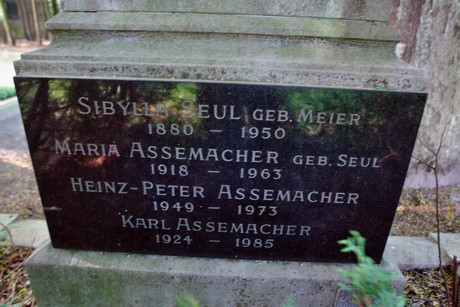 Sibylla Seul geb. Meier
1880 – 1950
Maria Assemacher geb. Seul
1918 – 1963
Heinz-Peter Assemacher
1949 – 1973
Karl Assemacher
1924 – 1985